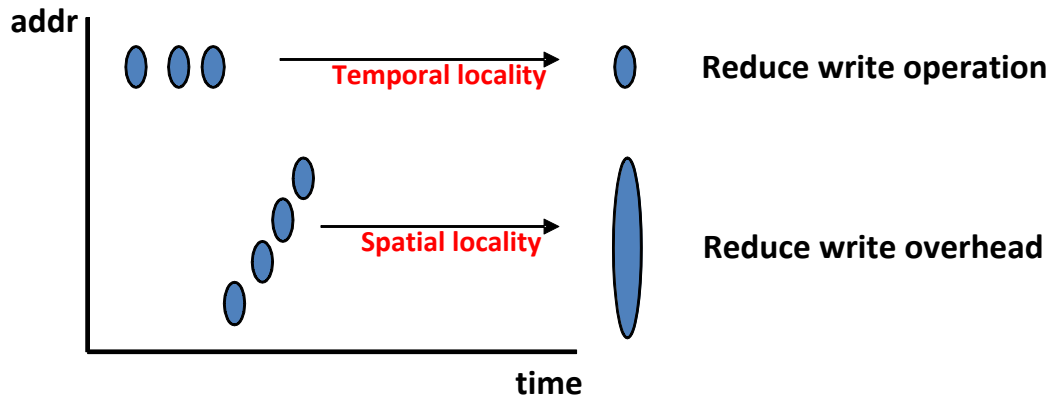 addr
Temporal locality
Reduce write operation
Spatial locality
Reduce write overhead
time